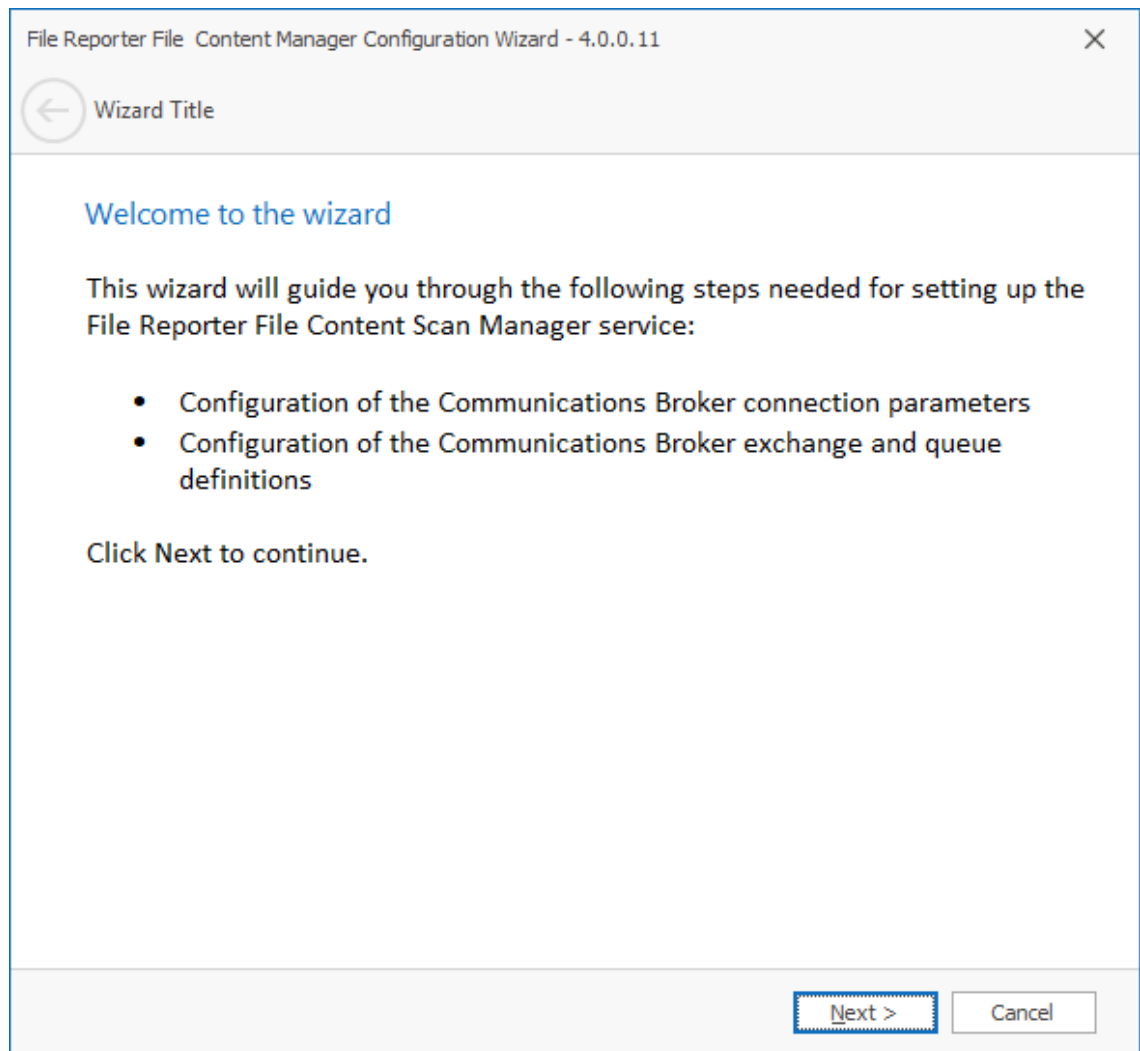 File Reporter File  Content Manager Configuration Wizard - 4.0.0.11
Wizard Title
Welcome to the wizard
This wizard will guide you through the following steps needed for setting up the
File Reporter File Content Scan Manager service:
• Configuration of the Communications Broker connection parameters
• Configuration of the Communications Broker exchange and queue
definitions
Click Next to continue.
Next >
Cancel